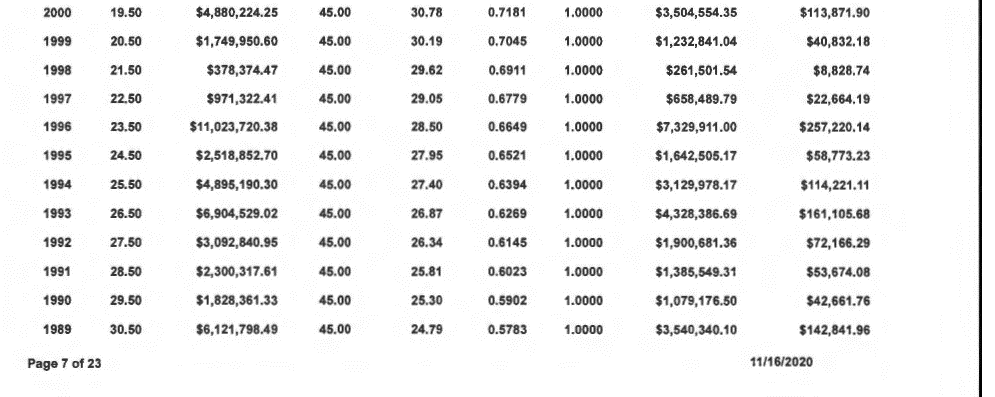 2000 19.50 $4,880,224.25 45.00 30.78 0.7181 1.0000 $3,504,554.35 $113,871.90
1999 20.50 $1,749,950.60 45.00 30.19 0.7045 1.0000 $1,232,841.04 $40,832.18
1998 21.50 $378,374.47 45.00 29.62 0.6911 1.0000 $261,501.54 $8,828.74
1997 22.50 $971,322.41 45.00 29.05 0.6779 1.0000 $658,489.79 $22,664.19
1996 23.50 $11,023,720.38 45.00 28.50 0.6649 1.0000 $7,329,911.00 $257,220.14
1995 24.50 $2,518,852.70 45.00 27.95 0.6521 1.0000 $1,642,505.17 $58,773.23
1994 25.50 $4,895,190.30 45.00 27.40 0.6394 1.0000 $3,129,978.17 $114,221.11
1993 26.50 $6,904,529.02 45.00 26.87 0.6269 1.0000 $4,328,386.69 $161,105.68
1992 27.50 $3,092,840.95 45.00 26.34 0.6145 1.0000 $1,900,681.36 $72,166.29
1991 28.50 $2,300,317.61 45.00 25.81 0.6023 1.0000 $1,385,549.31 $53,674.08
1990 29.50 $1,828,361.33 45.00 25.30 0.5902 1.0000 $1,079,176.50 $42,661.76
1989 30.50 $6,121,798.49 45.00 24.79 0.5783 1.0000 $3,540,340.10 $142,841.96
Page 7 of 23 11/16/2020